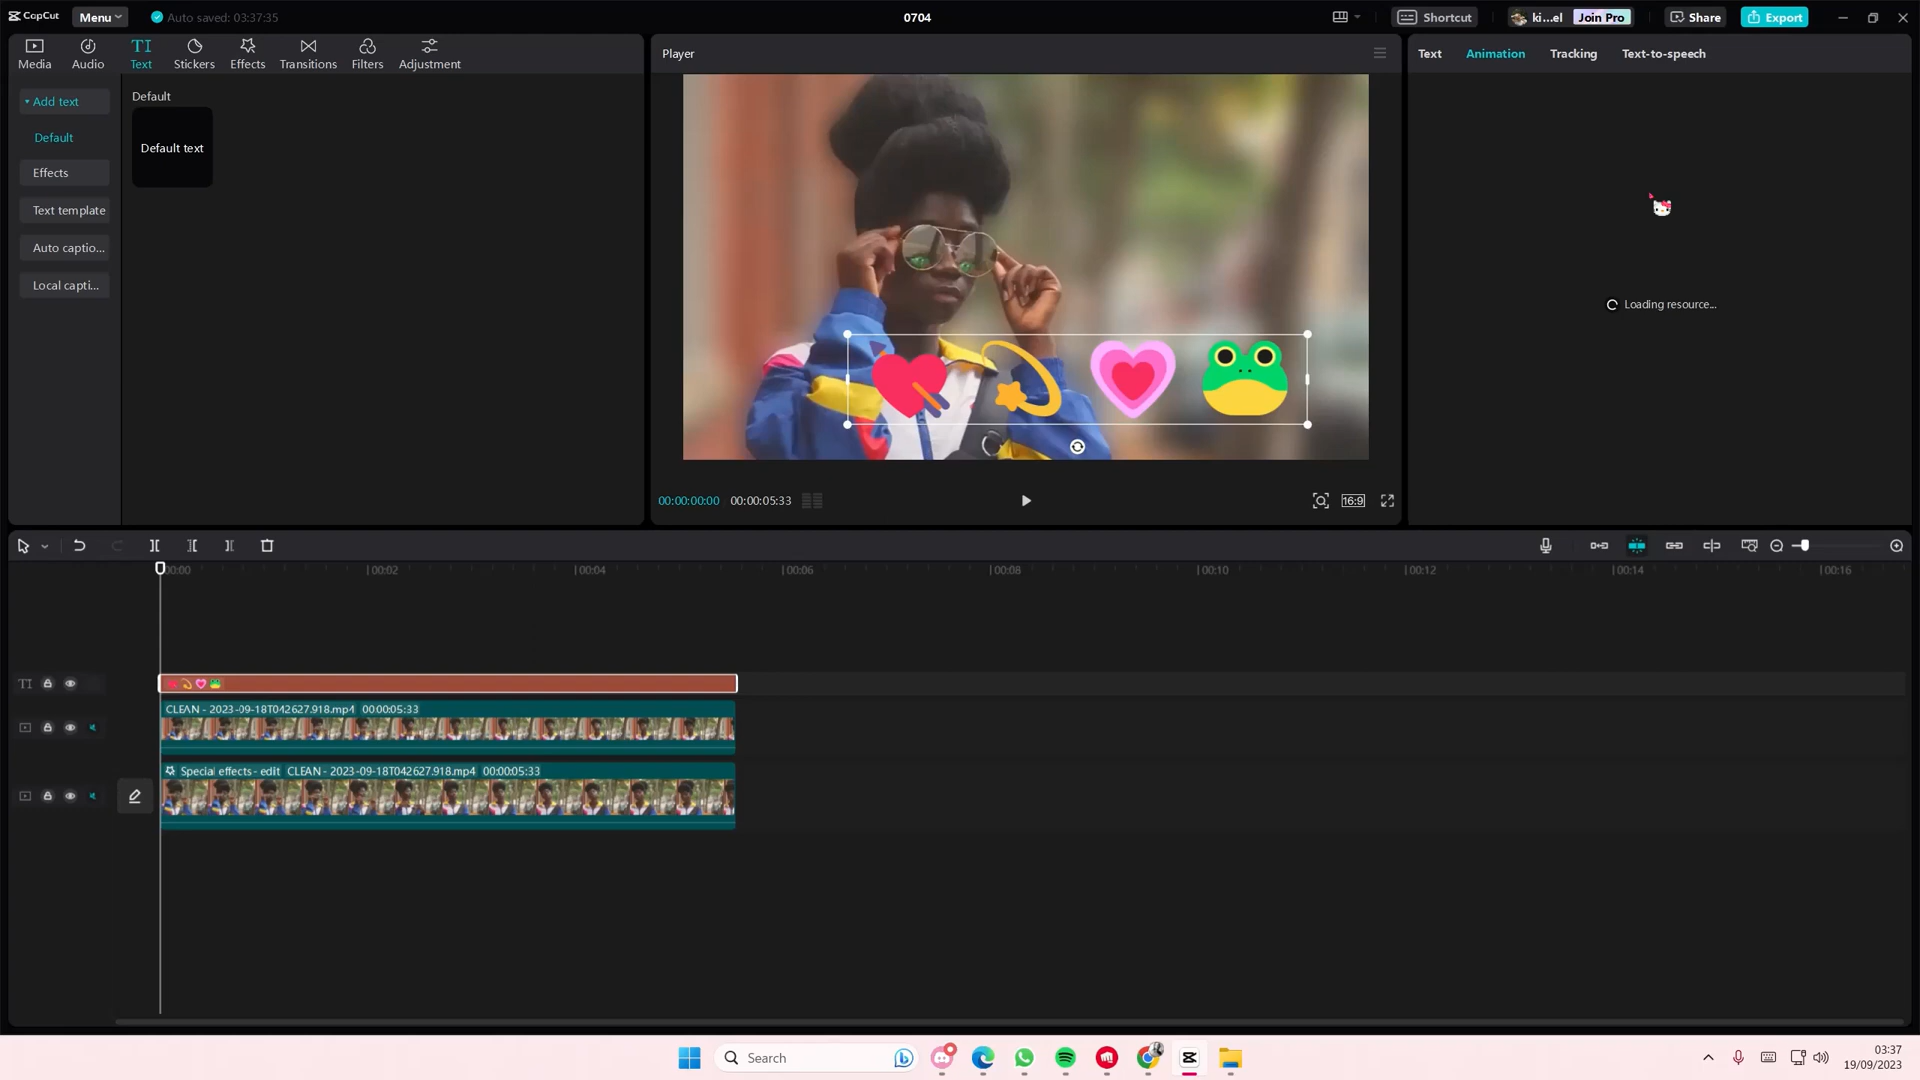 CapCut
Menu
Auto saved: 03:37:35
0704
Shortcut
ki...el
Join Pro
Share
Export
Media
Audio
TI
Text
Stickers
Effects
Transitions
Filters
Adjustment
Add text
Default
Effects
Text template
Auto captio...
Local capti...
Default
Default text
Player
00:00:00:00
00:00:05:33
16:9
Text
Animation
Tracking
Text-to-speech
Loading resource...
00:00
00:02
00:04
00:06
00:08
00:10
00:12
00:14
00:16
TI
CLEAN - 2023-09-18T042627.918.mp4 00:00:05:33
Special effects - edit CLEAN - 2023-09-18T042627.918.mp4 00:00:05:33
Search
03:37
19/09/2023